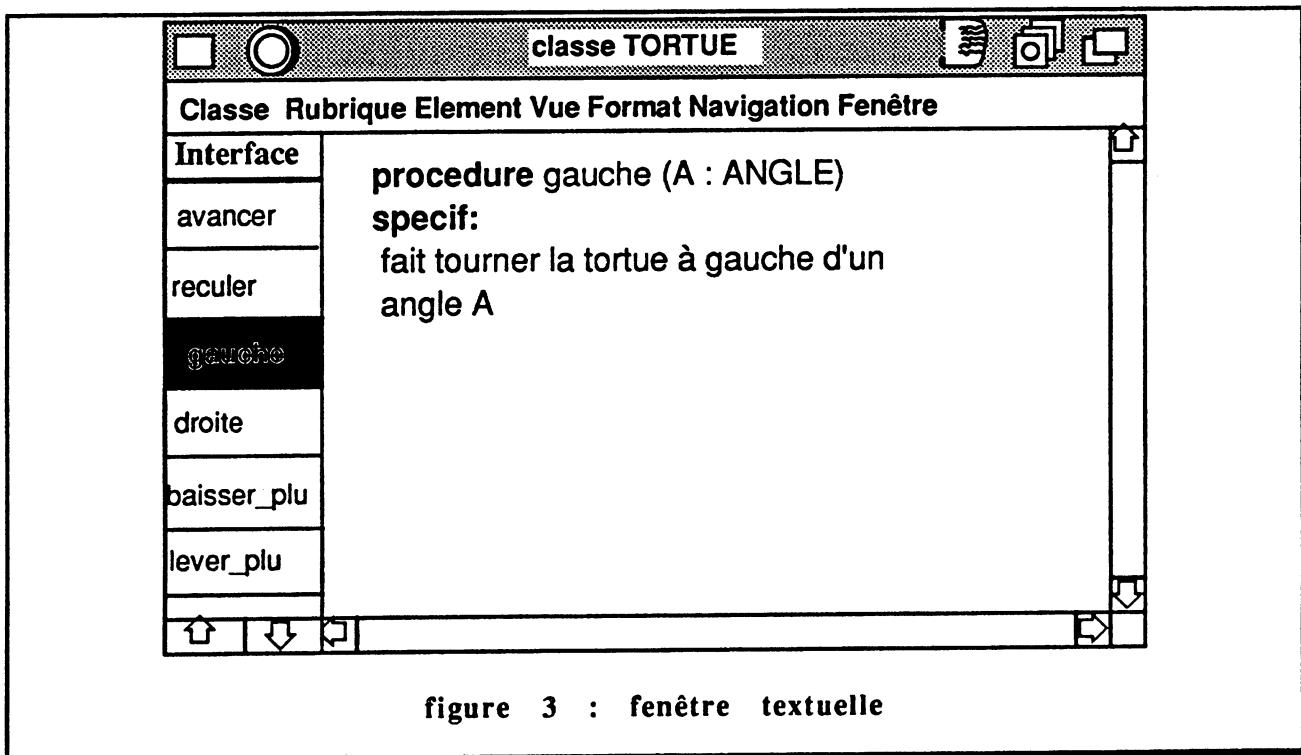 classe TORTUE
Classe Rubrique Element Vue Format Navigation Fenêtre
Interface
avancer
reculer
gauche
droite
baisser_plu
lever_plu
procedure gauche (A : ANGLE)
specif:
fait tourner la tortue à gauche d'un
angle A
figure 3 : fenêtre textuelle